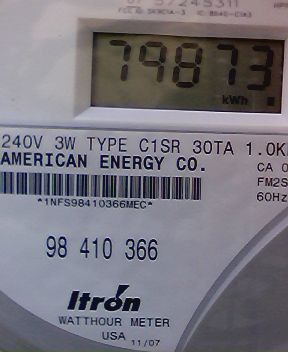 79873
kWh
240V 3W TYPE C1SR 30TA 1.0K
AMERICAN ENERGY CO.
CA 0
FM2S
60Hz
*1NFS98410366MEC*
98 410 366
Itron
WATTHOUR METER
USA 11/07